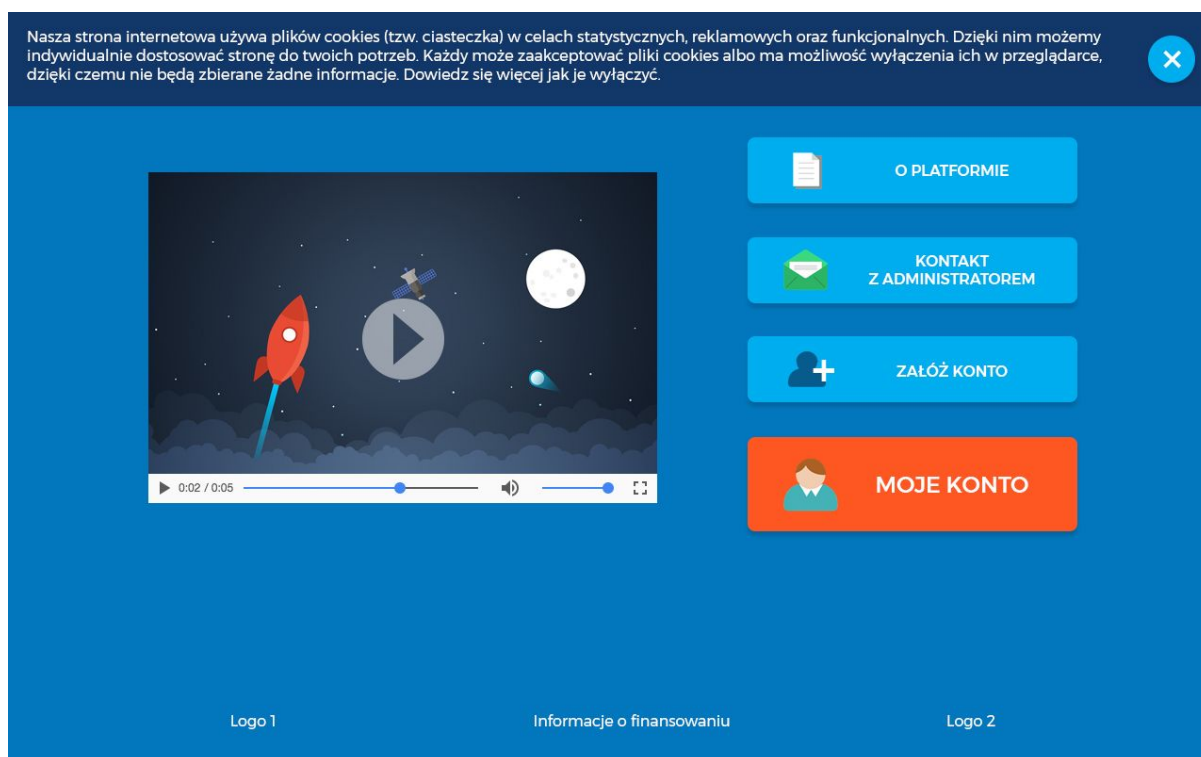 Nasza strona internetowa używa plików cookies (tzw. ciasteczka) w celach statystycznych, reklamowych oraz funkcjonalnych. Dzięki nim możemy
indywidualnie dostosować stronę do twoich potrzeb. Każdy może zaakceptować pliki cookies albo ma możliwość wyłączenia ich w przeglądarce,
dzięki czemu nie będą zbierane żadne informacje. Dowiedz się więcej jak je wyłączyć.
O PLATFORMIE
KONTAKT
Z ADMINISTRATOREM
ZAŁÓŻ KONTO
MOJE KONTO
0:02 / 0:05
Logo 1
Informacje o finansowaniu
Logo 2